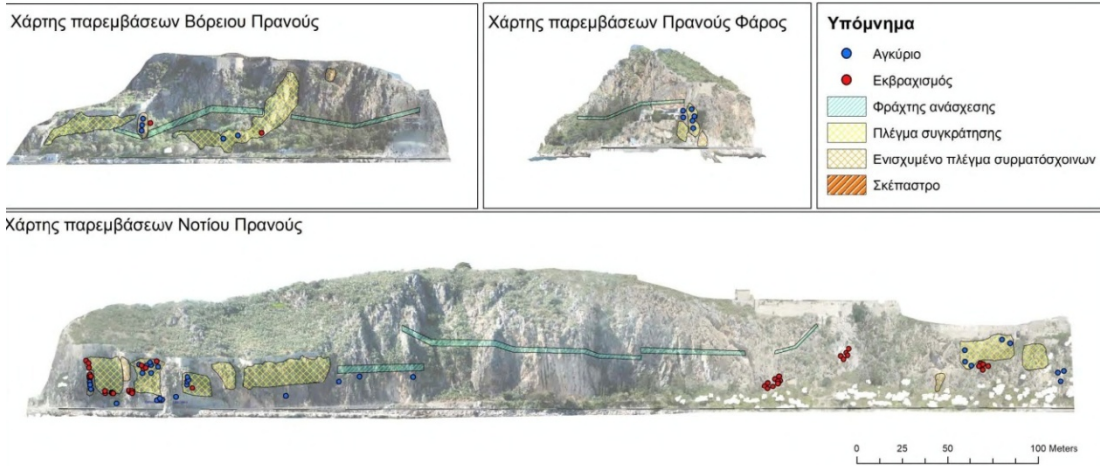 Χάρτης παρεμβάσεων Βόρειου Πρανούς
Χάρτης παρεμβάσεων Πρανούς Φάρος
Υπόμνημα
Αγκύριο
Εκβραχισμός
Φράχτης ανάσχεσης
Πλέγμα συγκράτησης
Ενισχυμένο πλέγμα συρματόσχοινων
Σκέπαστρο
Χάρτης παρεμβάσεων Νοτίου Πρανούς
0 25 50 100 Meters